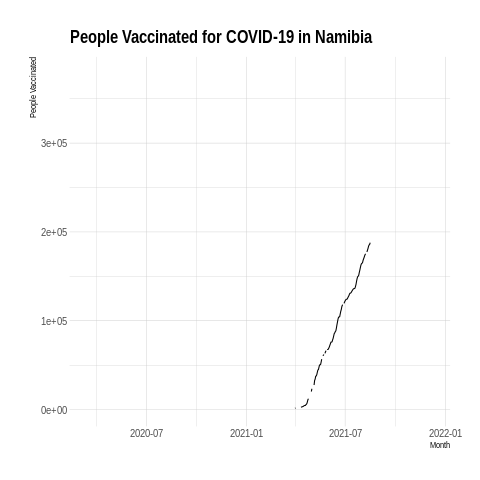 People Vaccinated for COVID-19 in Namibia
People Vaccinated
3e+05
2e+05
1e+05
0e+00
2020-07 2021-01 2021-07 2022-01
Month